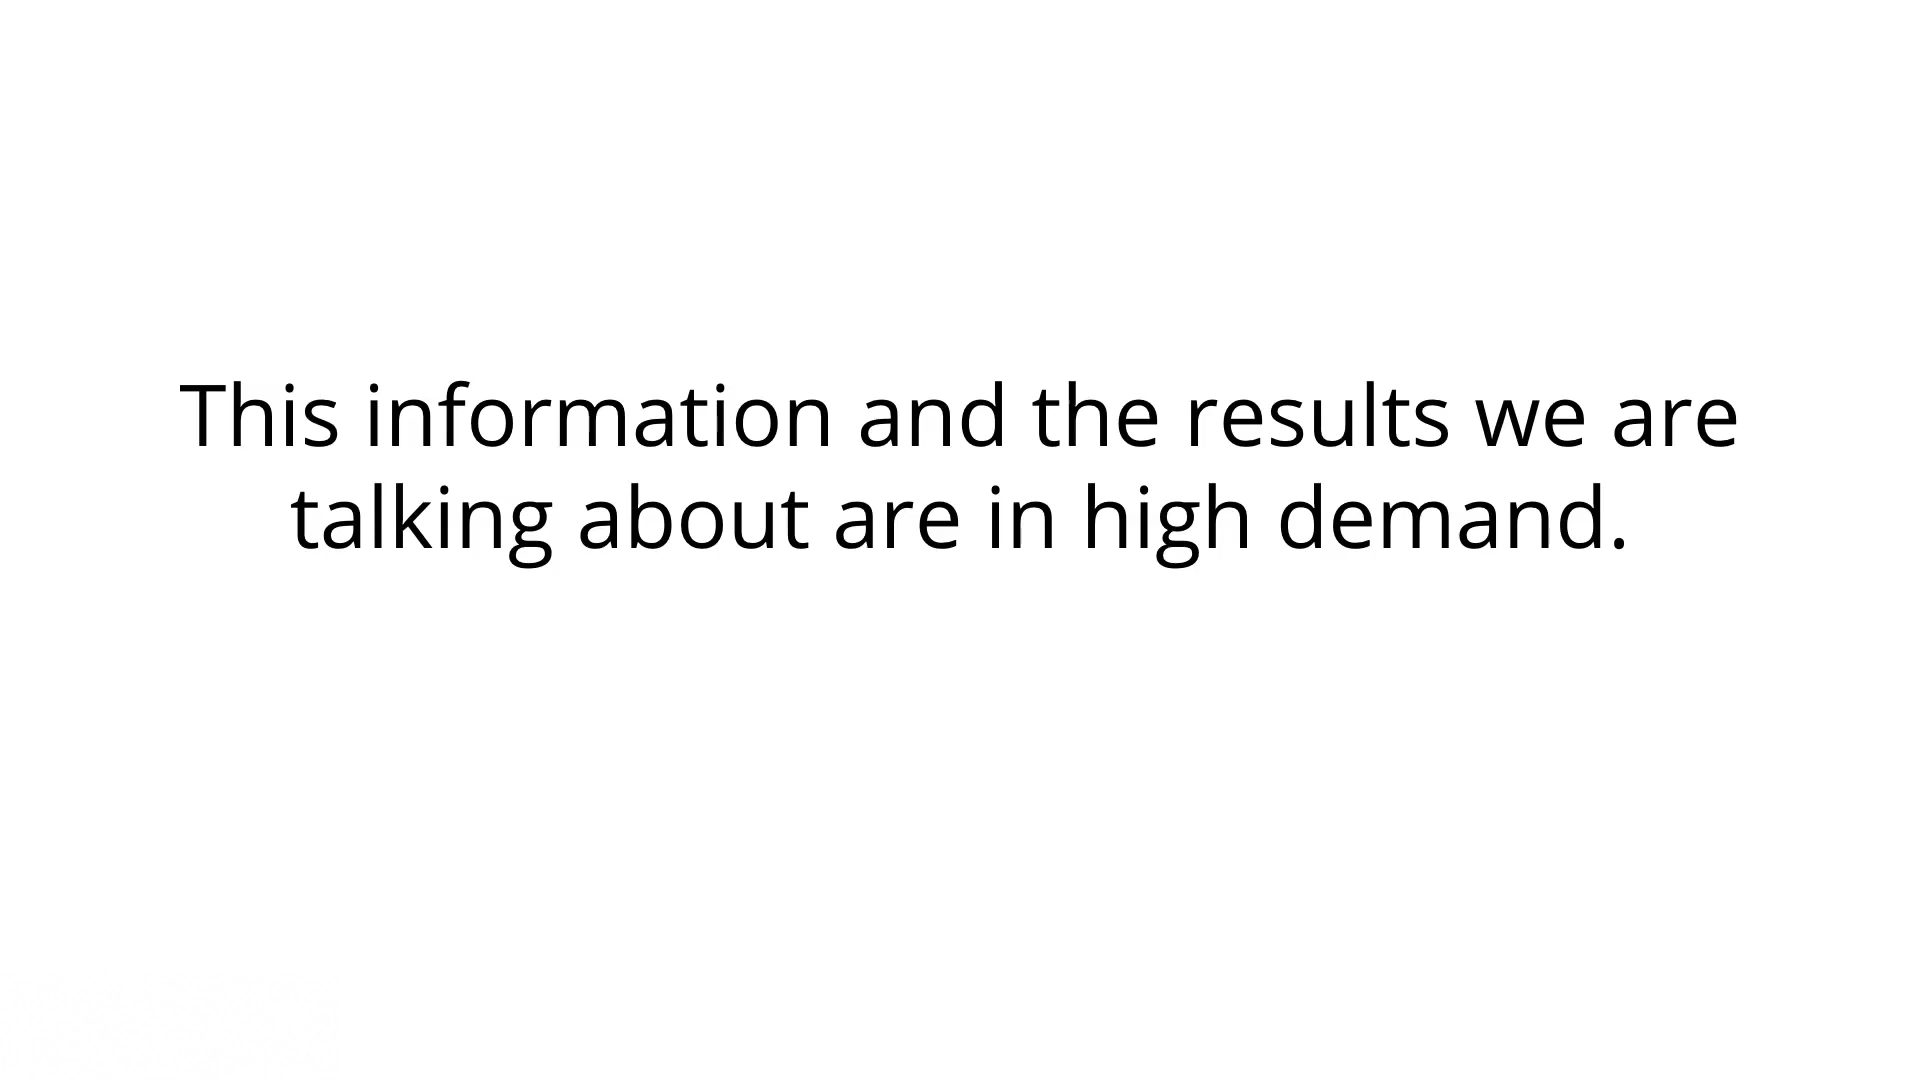 This information and the results we are
talking about are in high demand.